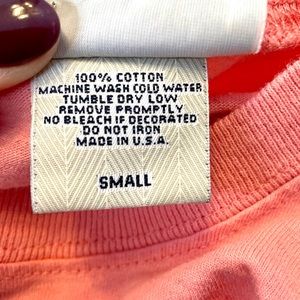 100% COTTON
MACHINE WASH COLD WATER
TUMBLE DRY LOW
REMOVE PROMPTLY
NO BLEACH IF DECORATED
DO NOT IRON
MADE IN U.S.A.
SMALL